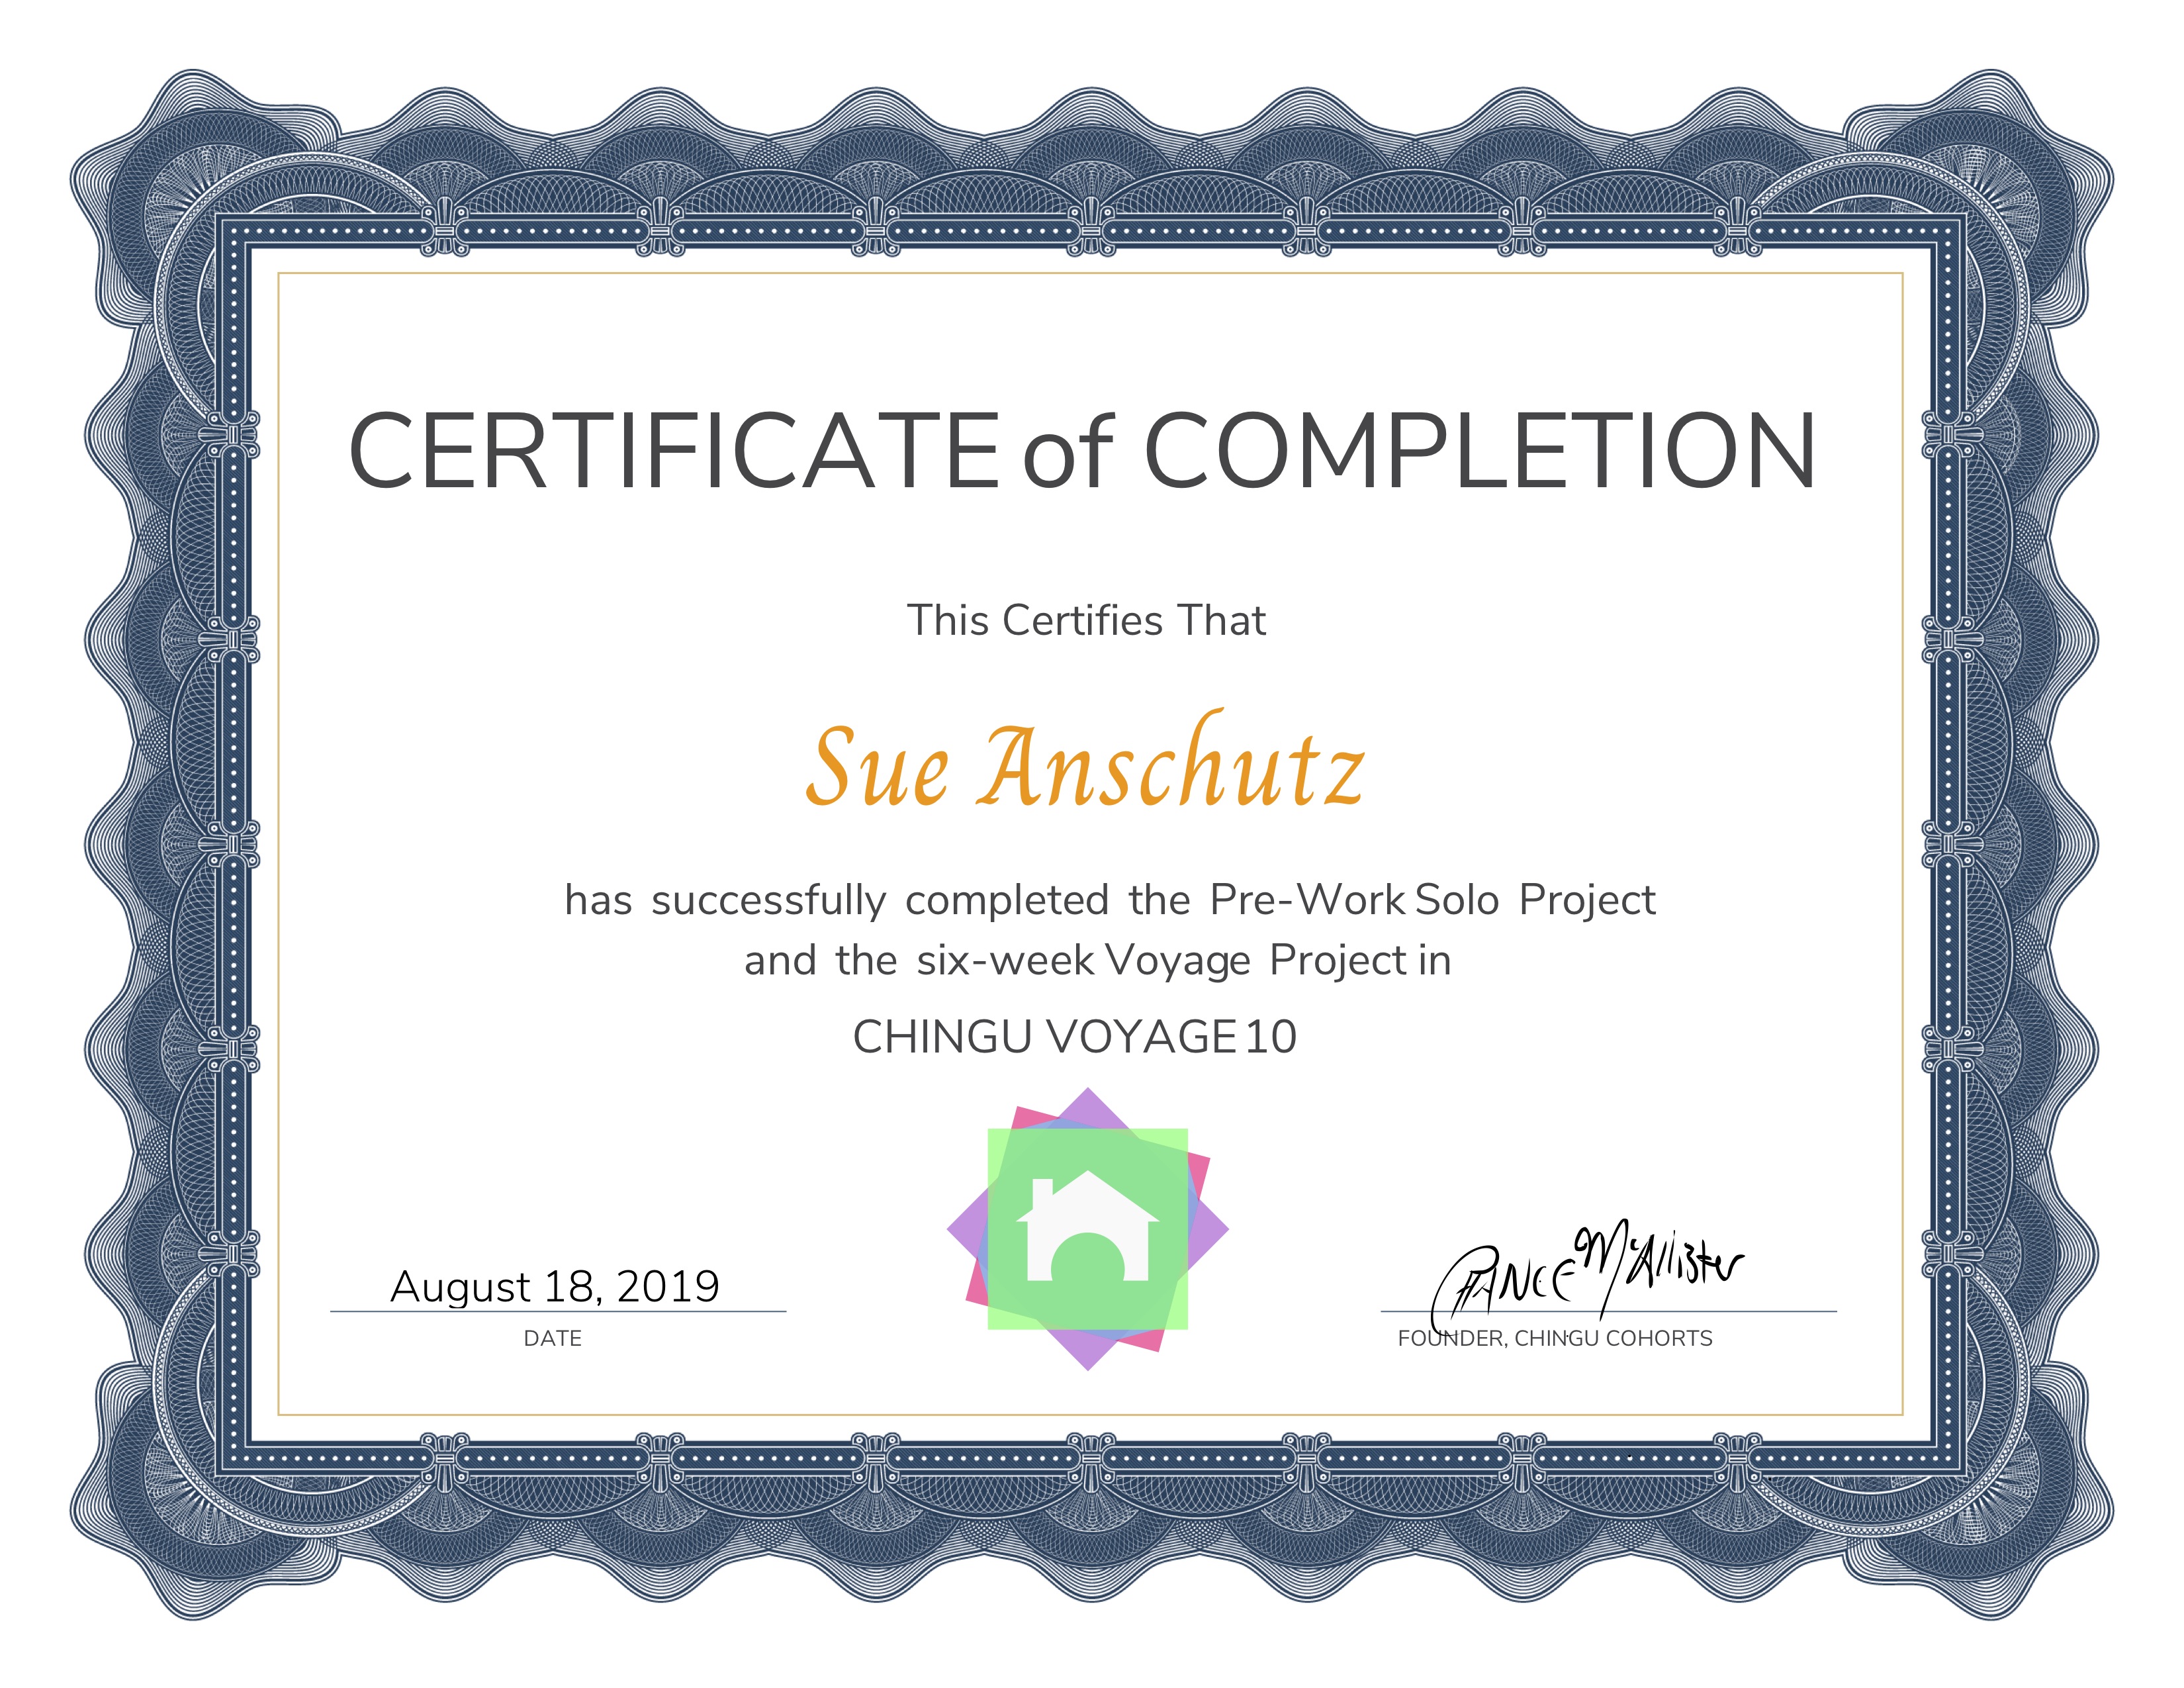 CERTIFICATE of COMPLETION
This Certifies That
Sue Anschutz
has successfully completed the Pre-Work Solo Project
and the six-week Voyage Project in
CHINGU VOYAGE 10
August 18, 2019
DATE
Chance McAllister
FOUNDER, CHINGU COHORTS